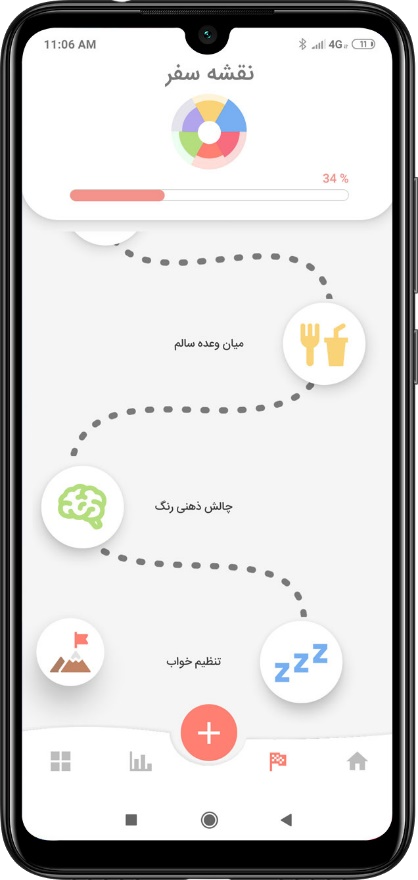 11:06 AM
4G
11
نقشه سفر
34 %
میان وعده سالم
چالش ذهنی رنگ
تنظیم خواب
z z z